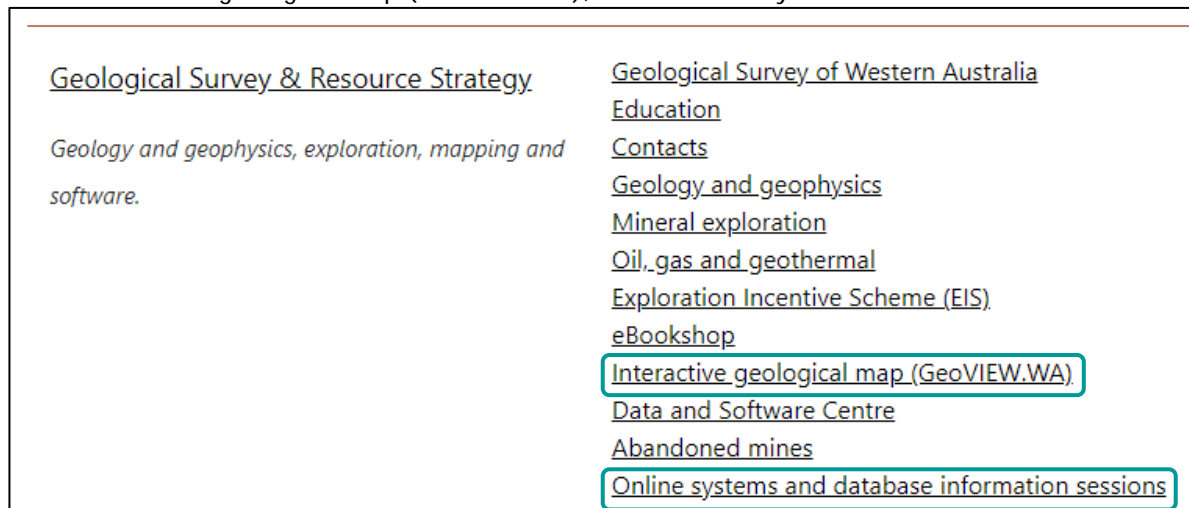 Geological Survey & Resource Strategy
Geology and geophysics, exploration, mapping and
software.
Geological Survey of Western Australia
Education
Contacts
Geology and geophysics
Mineral exploration
Oil, gas and geothermal
Exploration Incentive Scheme (EIS)
eBookshop
Interactive geological map (GeoVIEW.WA)
Data and Software Centre
Abandoned mines
Online systems and database information sessions